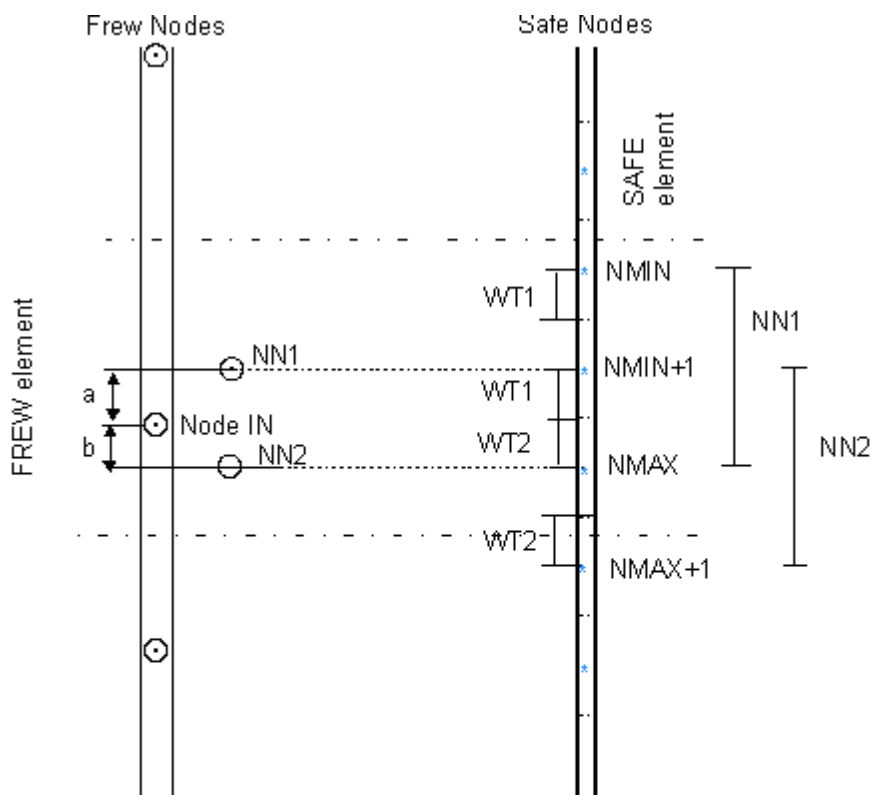 Frew Nodes
Safe Nodes
SAFE
element
NMIN
WT1
NN1
NN1
NMIN+1
a
WT1
FREW element
Node IN
b
NN2
WT2
NMAX
NN2
WT2
NMAX+1